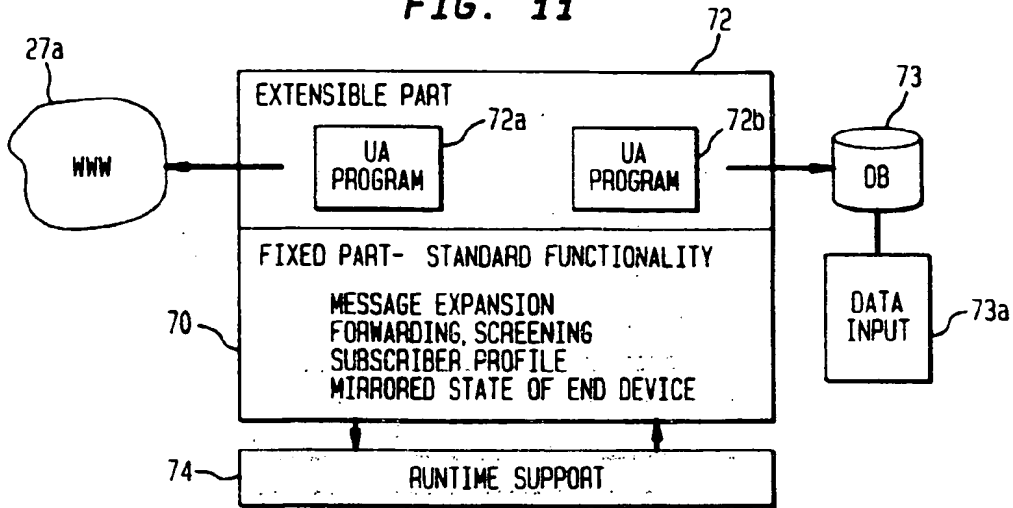 FIG. 11
72
27a
EXTENSIBLE PART
73
72a
72b
WWW
UA
PROGRAM
UA
PROGRAM
DB
FIXED PART- STANDARD FUNCTIONALITY
MESSAGE EXPANSION
FORWARDING, SCREENING
SUBSCRIBER PROFILE
MIRRORED STATE OF END DEVICE
70
DATA
INPUT
73a
74
RUNTIME SUPPORT